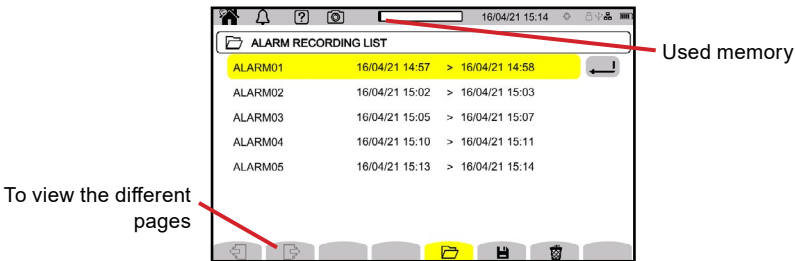 ?
16/04/21 15:14
ALARM RECORDING LIST
Used memory
ALARM01 16/04/21 14:57 > 16/04/21 14:58
ALARM02 16/04/21 15:02 > 16/04/21 15:03
ALARM03 16/04/21 15:05 > 16/04/21 15:07
ALARM04 16/04/21 15:10 > 16/04/21 15:11
ALARM05 16/04/21 15:13 > 16/04/21 15:14
To view the different
pages